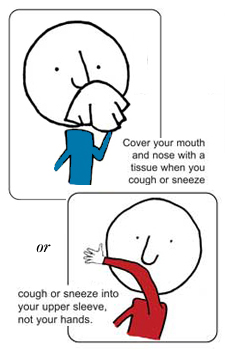 Cover your mouth
and nose with a
tissue when you
cough or sneeze
or
cough or sneeze into
your upper sleeve,
not your hands.